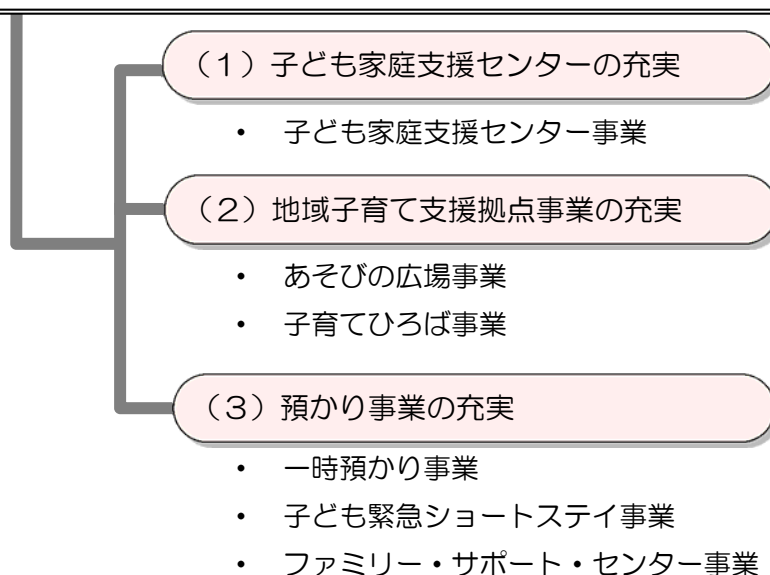 （1）子ども家庭支援センターの充実
・ 子ども家庭支援センター事業
（2）地域子育て支援拠点事業の充実
・ あそびの広場事業
・ 子育てひろば事業
（3）預かり事業の充実
・ 一時預かり事業
・ 子ども緊急ショートステイ事業
・ ファミリー・サポート・センター事業